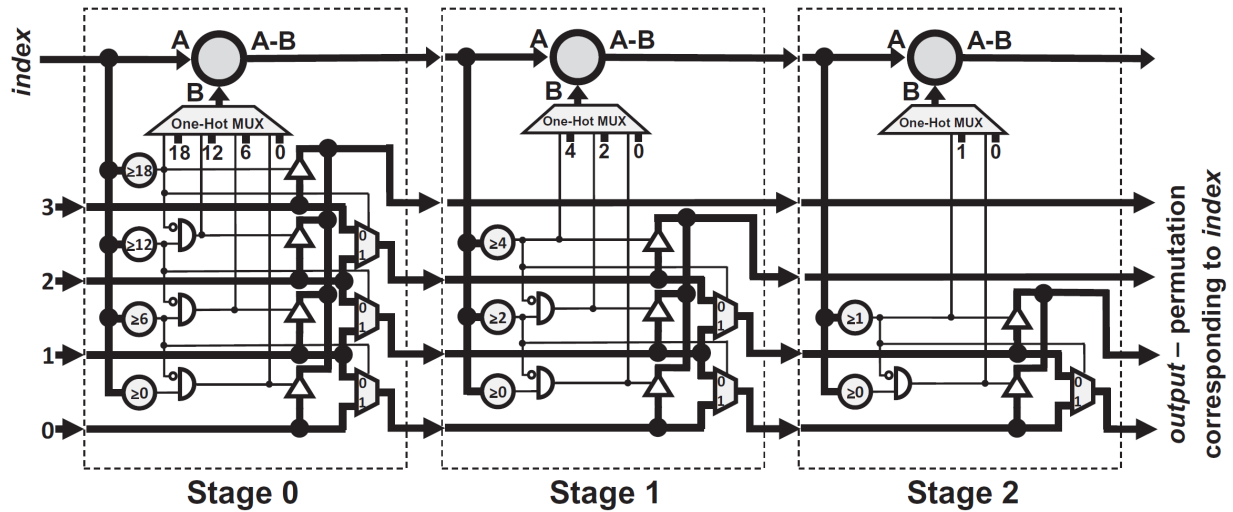 index
A
A-B
B
One-Hot MUX
18 12 6 0
≥18
3
≥12
0
1
2
≥6
0
1
1
≥0
0
1
0
Stage 0
A
A-B
B
One-Hot MUX
4 2 0
≥4
≥2
0
1
≥0
0
1
Stage 1
A
A-B
B
One-Hot MUX
1 0
≥1
≥0
0
1
Stage 2
output – permutation
corresponding to index